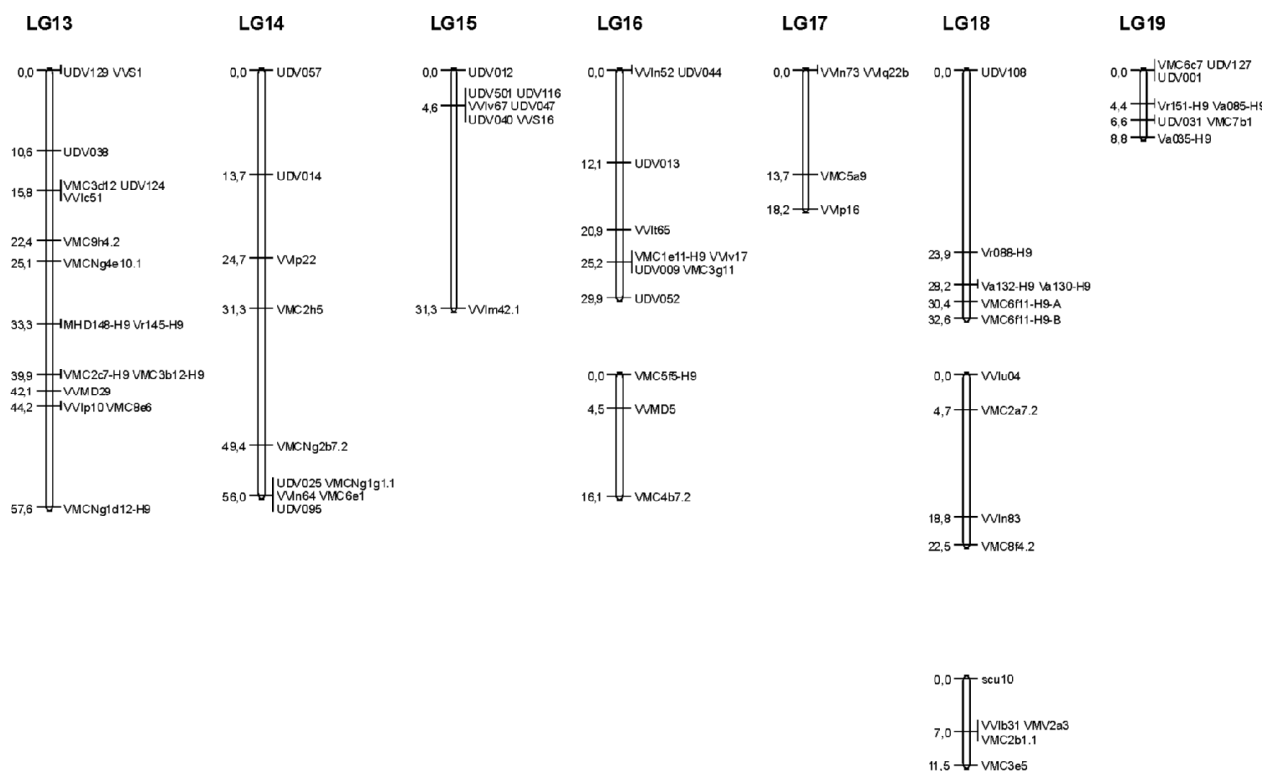 LG13
0,0 UDV129 VVS1
10,6 UDV038
15,8 VMC3d12 UDV124
VVIc51
22,4 VMC9h4.2
25,1 VMCNg4e10.1
33,3 MHD148-H9 Vr145-H9
39,9 VMC2c7-H9 VMC3b12-H9
42,1 VVMD29
44,2 VVIp10 VMC8e6
57,6 VMCNg1d12-H9
LG14
0,0 UDV057
13,7 UDV014
24,7 VVIp22
31,3 VMC2h5
49,4 VMCNg2b7.2
UDV025 VMCNg1g1.1
56,0 VVIn64 VMC6e1
UDV095
LG15
0,0 UDV012
UDV501 UDV116
4,6 VVIv67 UDV047
UDV040 VVS16
31,3 VVIm42.1
LG16
0,0 VVIn52 UDV044
12,1 UDV013
20,9 VVIt65
25,2 VMC1e11-H9 VVIv17
UDV009 VMC3g11
29,9 UDV052
0,0 VMC5f5-H9
4,5 VVMD5
16,1 VMC4b7.2
LG17
0,0 VVIn73 VVIq22b
13,7 VMC5a9
18,2 VVIp16
LG18
0,0 UDV108
23,9 Vr088-H9
28,2 Va132-H9 Va130-H9
30,4 VMC6f11-H9-A
32,6 VMC6f11-H9-B
0,0 VVIu04
4,7 VMC2a7.2
18,8 VVIn83
22,5 VMC8f4.2
0,0 scu10
7,0 VVIb31 VMV2a3
VMC2b1.1
11,5 VMC3e5
LG19
0,0 VMC6c7 UDV127
UDV001
4,4 Vr151-H9 Va085-H9
6,6 UDV031 VMC7b1
8,8 Va035-H9